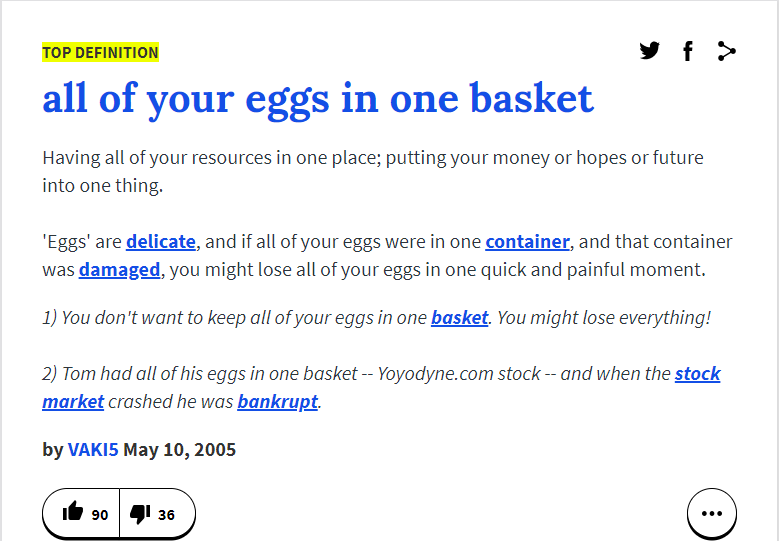 TOP DEFINITION
all of your eggs in one basket
Having all of your resources in one place; putting your money or hopes or future
into one thing.
'Eggs' are delicate, and if all of your eggs were in one container, and that container
was damaged, you might lose all of your eggs in one quick and painful moment.
1) You don't want to keep all of your eggs in one basket. You might lose everything!
2) Tom had all of his eggs in one basket -- Yoyodyne.com stock -- and when the stock
market crashed he was bankrupt.
by VAKI5 May 10, 2005
90 36